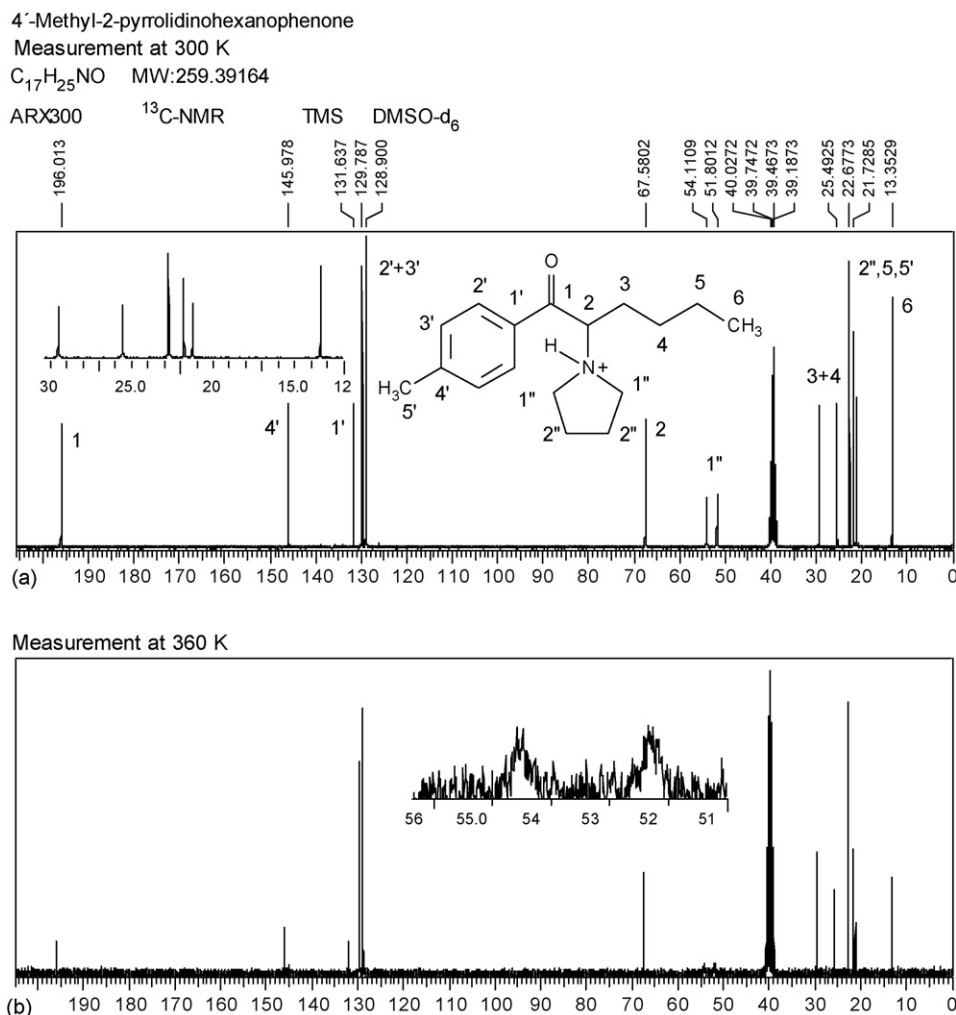 4´-Methyl-2-pyrrolidinohexanophenone
Measurement at 300 K
C₁₇H₂₅NO MW:259.39164
ARX300 ¹³C-NMR TMS DMSO-d₆
196.013
145.978
131.637
129.787
128.900
67.5802
54.1109
51.8012
40.0272
39.7472
39.4673
39.1873
25.4925
22.6773
21.7285
13.3529
2'+3'
O
2'
1'
1
2
3
5
6
CH₃
4
3'
4'
H
N
+
CH₃
5'
1"
1"
2"
2"
30 25.0 20 15.0 12
1
4'
1'
2
1"
3+4
2",5,5'
6
190 180 170 160 150 140 130 120 110 100 90 80 70 60 50 40 30 20 10 0
(a)
Measurement at 360 K
56 55.0 54 53 52 51
190 180 170 160 150 140 130 120 110 100 90 80 70 60 50 40 30 20 10 0
(b)